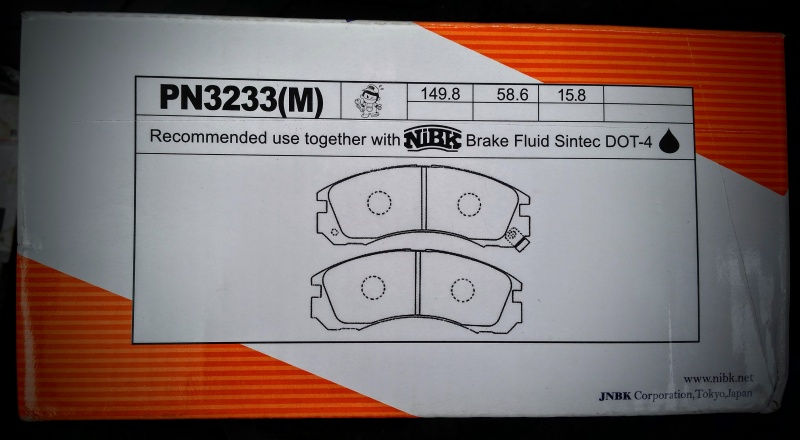 PN3233(M) 149.8 58.6 15.8
Recommended use together with NiBK Brake Fluid Sintec DOT-4
www.nibk.net
JNBK Corporation,Tokyo,Japan